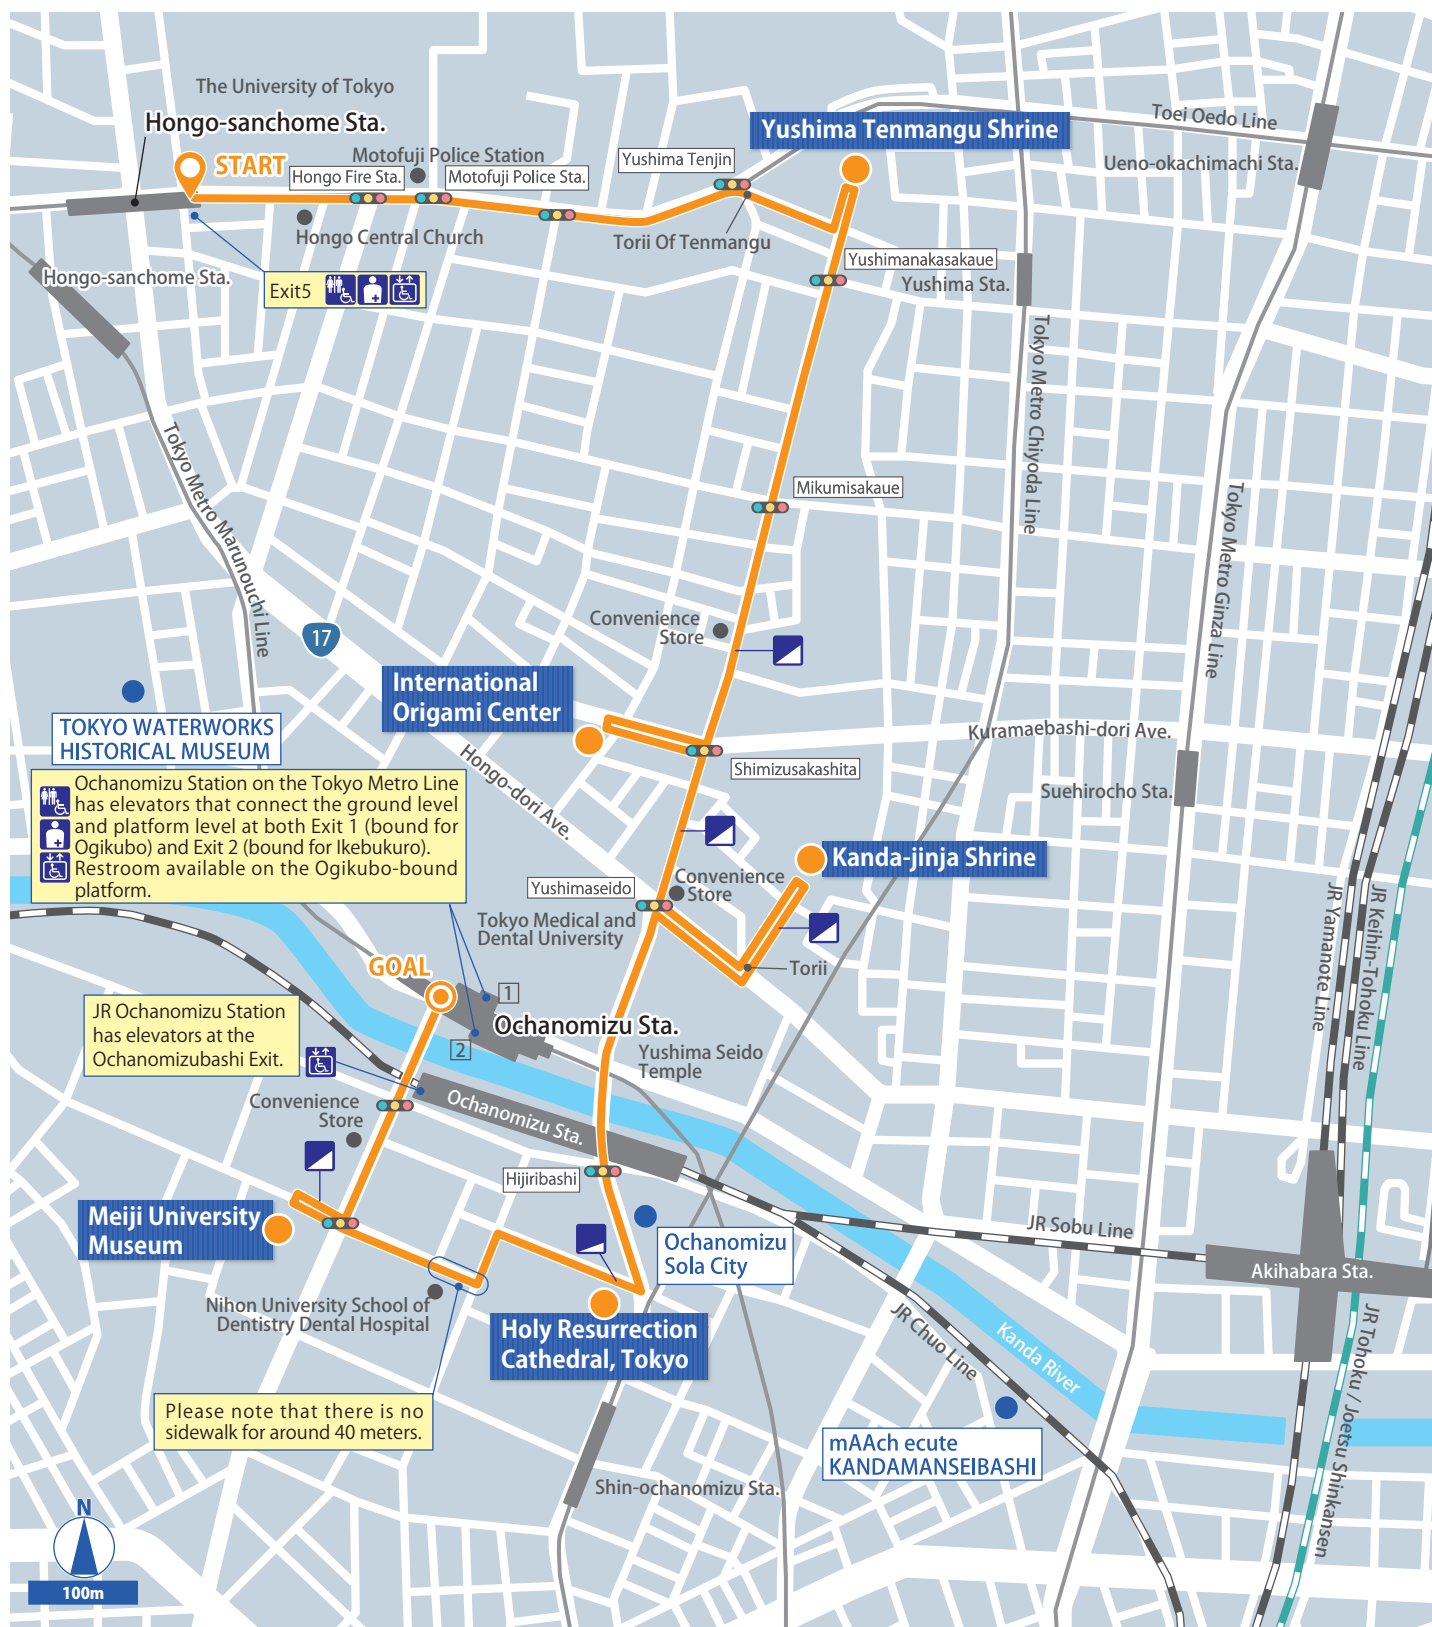 The University of Tokyo
Hongo-sanchome Sta.
START
Motofuji Police Station
Hongo Fire Sta.
Motofuji Police Sta.
Hongo Central Church
Yushima Tenjin
Yushima Tenmangu Shrine
Toei Oedo Line
Ueno-okachimachi Sta.
Torii Of Tenmangu
Yushimanakasakaue
Yushima Sta.
Hongo-sanchome Sta.
Exit5
Tokyo Metro Chiyoda Line
Tokyo Metro Marunouchi Line
Mikumisakaue
Tokyo Metro Ginza Line
Convenience
Store
17
International
Origami Center
TOKYO WATERWORKS
HISTORICAL MUSEUM
Kuramaebashi-dori Ave.
Shimizusakashita
Hongo-dori Ave.
Suehirocho Sta.
Ochanomizu Station on the Tokyo Metro Line
has elevators that connect the ground level
and platform level at both Exit 1 (bound for
Ogikubo) and Exit 2 (bound for Ikebukuro).
Restroom available on the Ogikubo-bound
platform.
Kanda-jinja Shrine
Yushimaseido
Convenience
Store
Tokyo Medical and
Dental University
Torii
JR Yamanote Line
JR Keihin-Tohoku Line
GOAL
1
2
Ochanomizu Sta.
JR Ochanomizu Station
has elevators at the
Ochanomizubashi Exit.
Yushima Seido
Temple
Convenience
Store
Ochanomizu Sta.
Hijiribashi
Meiji University
Museum
Ochanomizu
Sola City
JR Sobu Line
Akihabara Sta.
Nihon University School of
Dentistry Dental Hospital
Holy Resurrection
Cathedral, Tokyo
JR Chuo Line
Kanda River
JR Tohoku / Joetsu Shinkansen
Please note that there is no
sidewalk for around 40 meters.
mAAch ecute
KANDAMANSEIBASHI
Shin-ochanomizu Sta.
N
100m